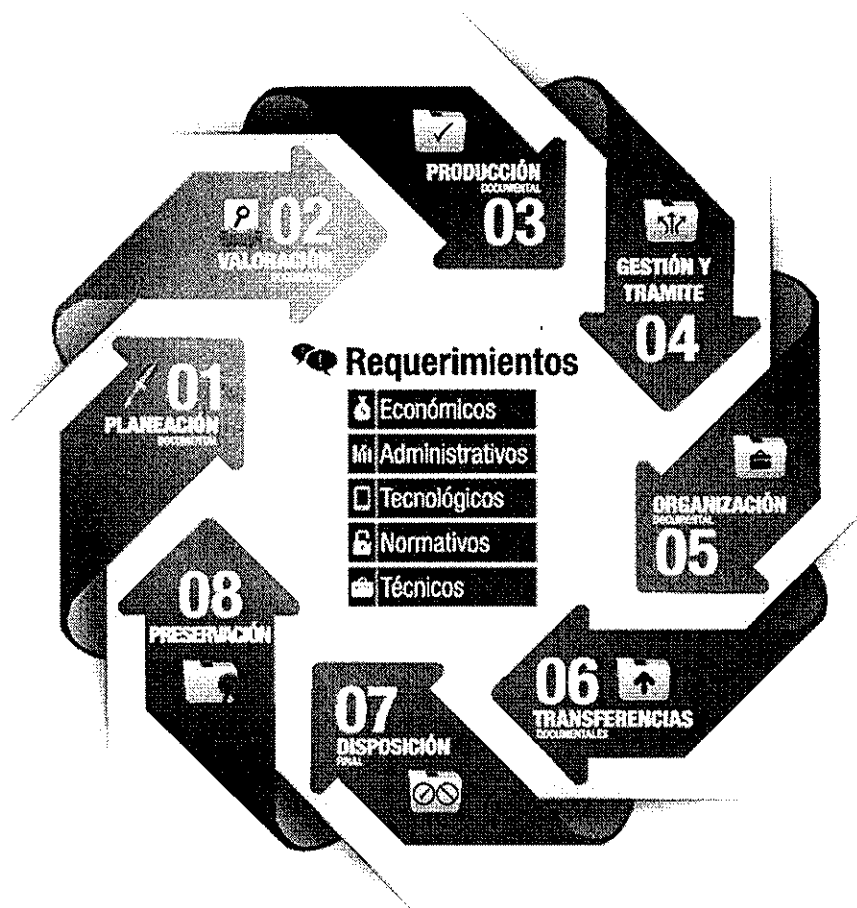 01
PLANEACIÓN
DOCUMENTAL
02
VALORACIÓN
03
PRODUCCIÓN
DOCUMENTAL
GESTIÓN Y
TRAMITE
04
ORGANIZACIÓN
DOCUMENTAL
05
06
TRANSFERENCIAS
DOCUMENTALES
07
DISPOSICIÓN
FINAL
08
PRESERVACIÓN
Requerimientos
Económicos
Administrativos
Tecnológicos
Normativos
Técnicos